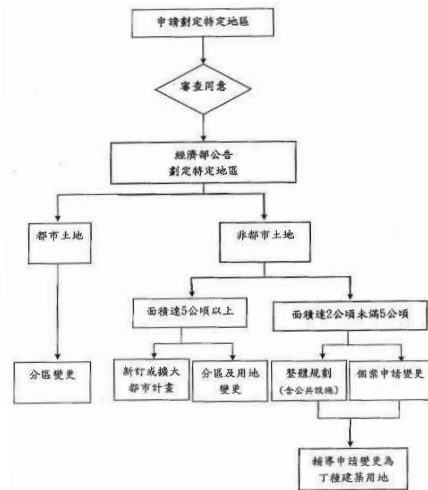 申請劃定特定地區
審查同意
經濟部公告
劃定特定地區
都市土地
非都市土地
面積達5公頃以上
面積達2公頃未滿5公頃
分區變更
新訂或擴大
都市計畫
分區及用地
變更
整體規劃
(含公共設施)
個案申請變更
輔導申請變更為
丁種建築用地